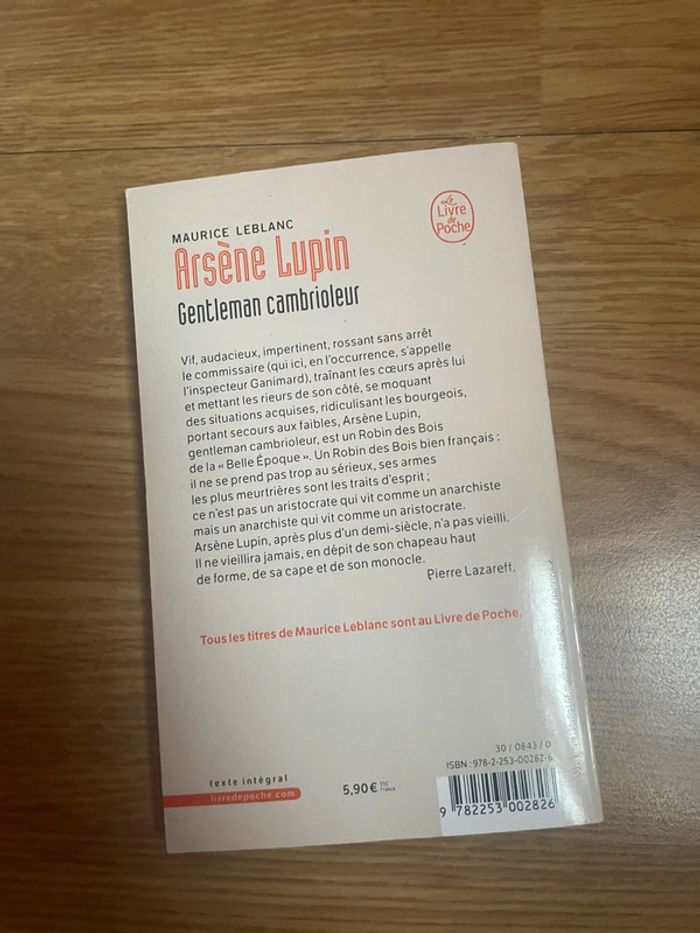 Le
Livre
de
Poche
MAURICE LEBLANC
Arsène Lupin
Gentleman cambrioleur
Vif, audacieux, impertinent, rossant sans arrêt
le commissaire (qui ici, en l'occurrence, s'appelle
l'inspecteur Ganimard), traînant les cœurs après lui
et mettant les rieurs de son côté, se moquant
des situations acquises, ridiculisant les bourgeois,
portant secours aux faibles, Arsène Lupin,
gentleman cambrioleur, est un Robin des Bois
de la « Belle Époque ». Un Robin des Bois bien français :
il ne se prend pas trop au sérieux, ses armes
les plus meurtrières sont les traits d'esprit ;
ce n'est pas un aristocrate qui vit comme un anarchiste
mais un anarchiste qui vit comme un aristocrate.
Arsène Lupin, après plus d'un demi-siècle, n'a pas vieilli.
Il ne vieillira jamais, en dépit de son chapeau haut
de forme, de sa cape et de son monocle.
Pierre Lazareff.
Tous les titres de Maurice Leblanc sont au Livre de Poche.
texte intégral
livredepoche.com
5,90 € TTC
France
30 / 0843 / 0
ISBN : 978-2-253-00282-6
9 782253 002826